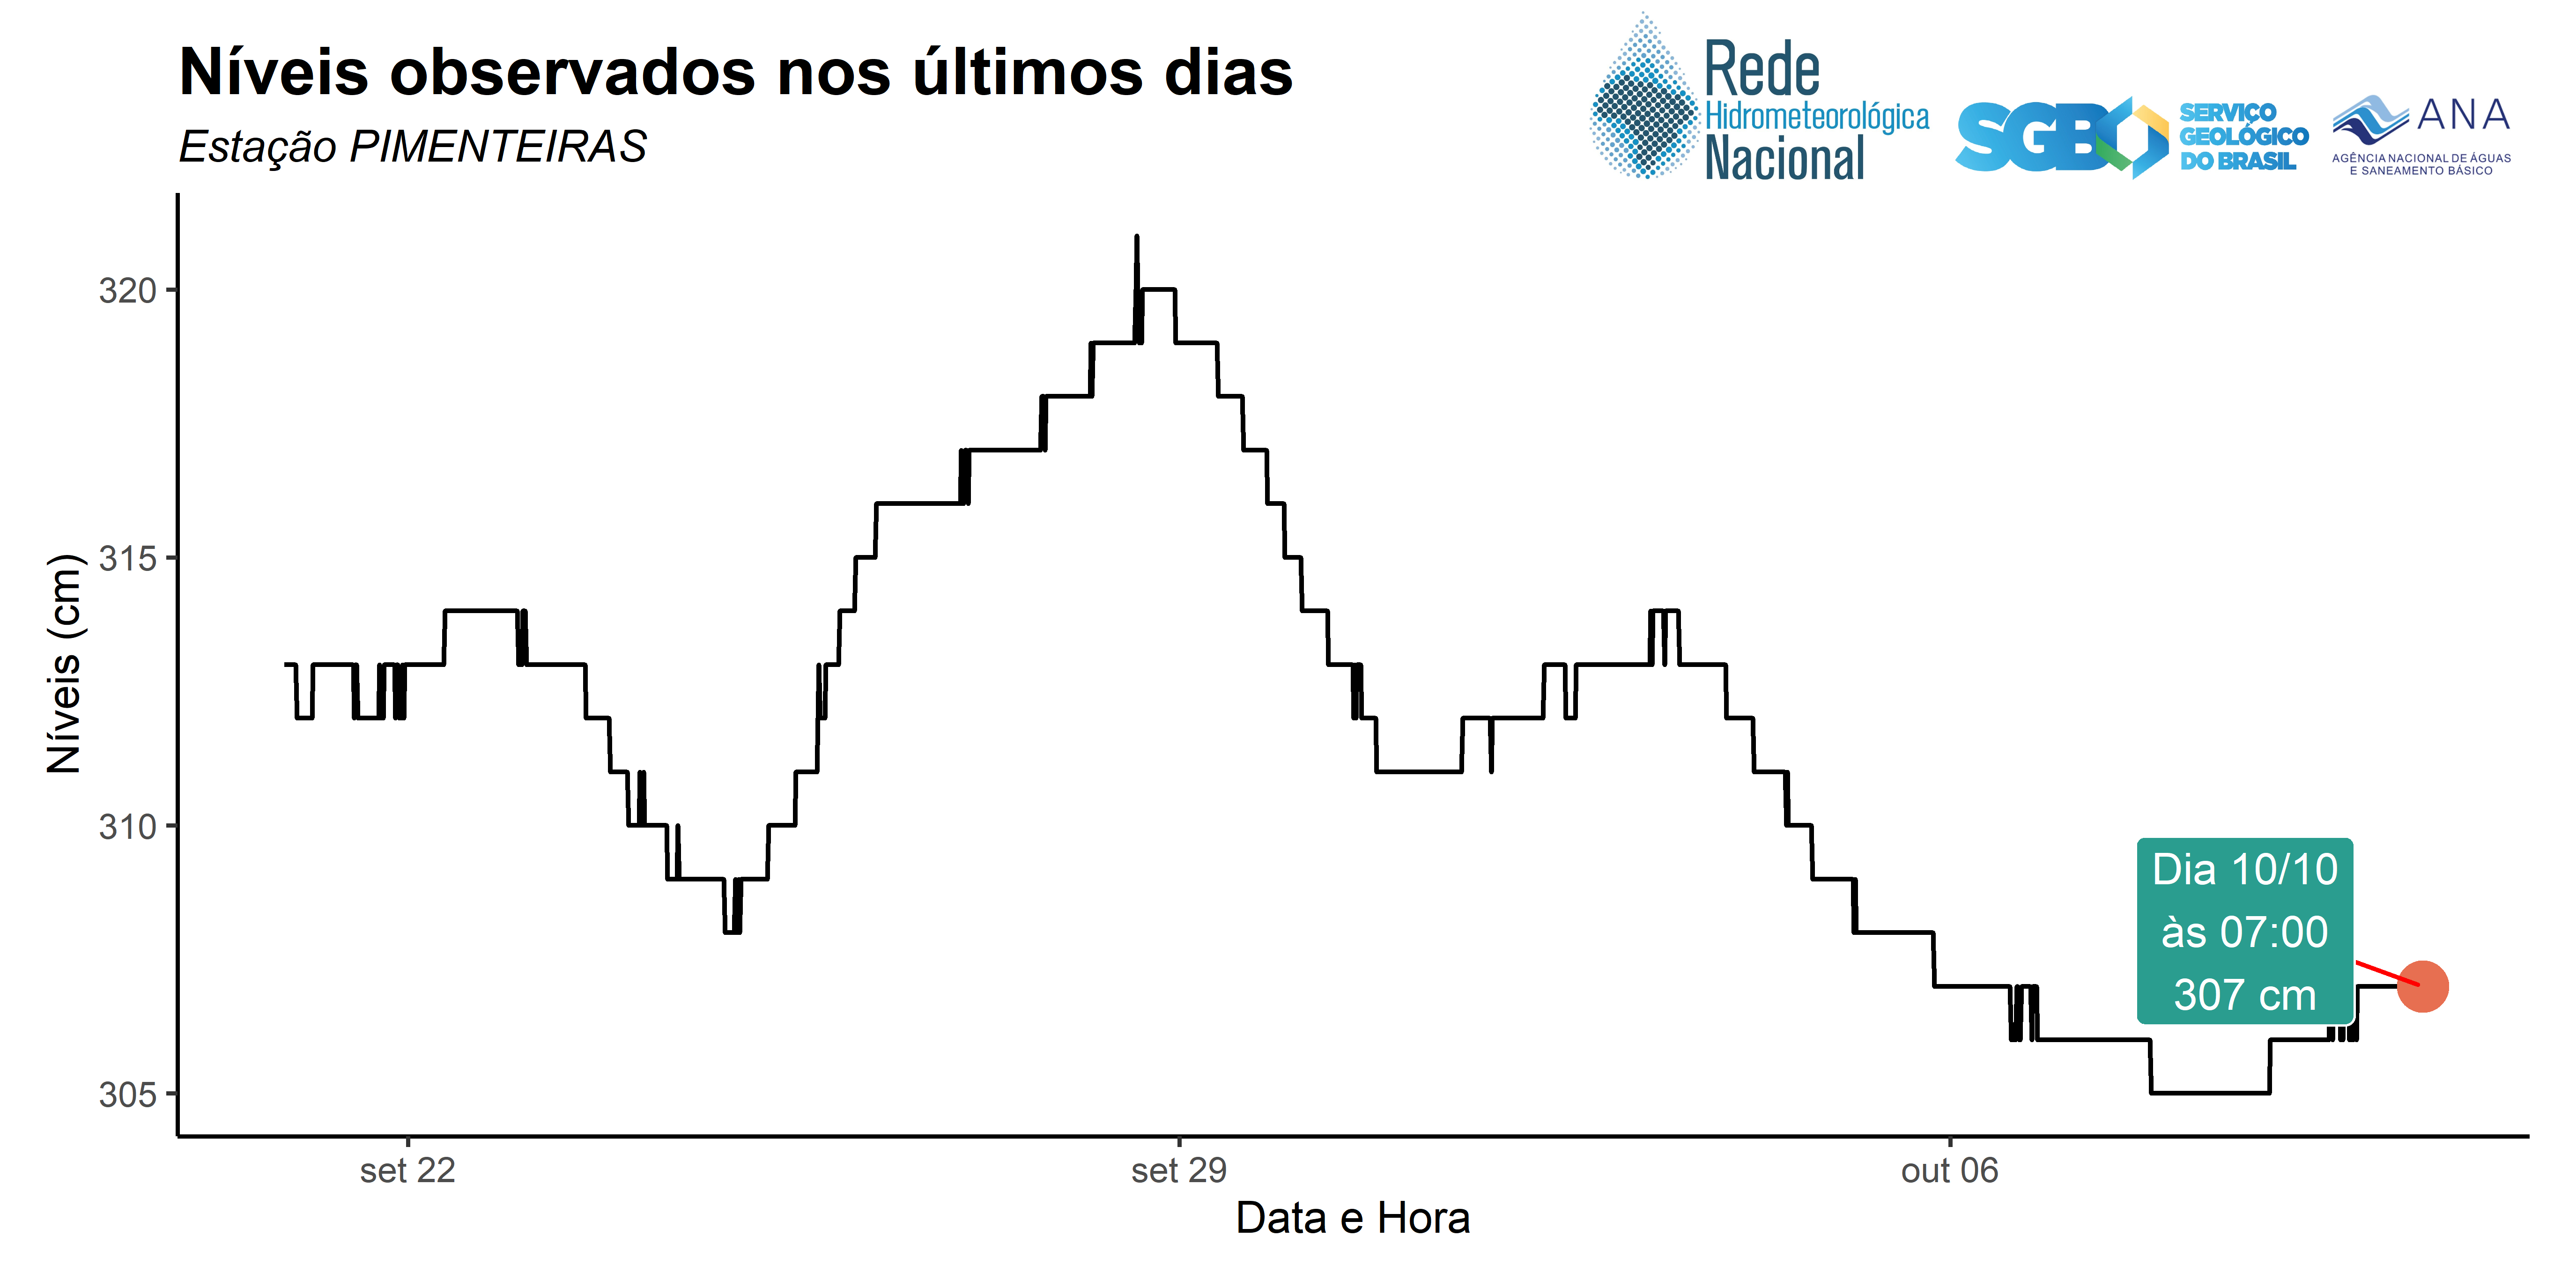 Níveis observados nos últimos dias
Estação PIMENTEIRAS
Rede
Hidrometeorológica
Nacional
SGB
SERVIÇO
GEOLÓGICO
DO BRASIL
ANA
AGÊNCIA NACIONAL DE ÁGUAS
E SANEAMENTO BÁSICO
Níveis (cm)
320
315
310
305
Dia 10/10
às 07:00
307 cm
set 22
set 29
out 06
Data e Hora